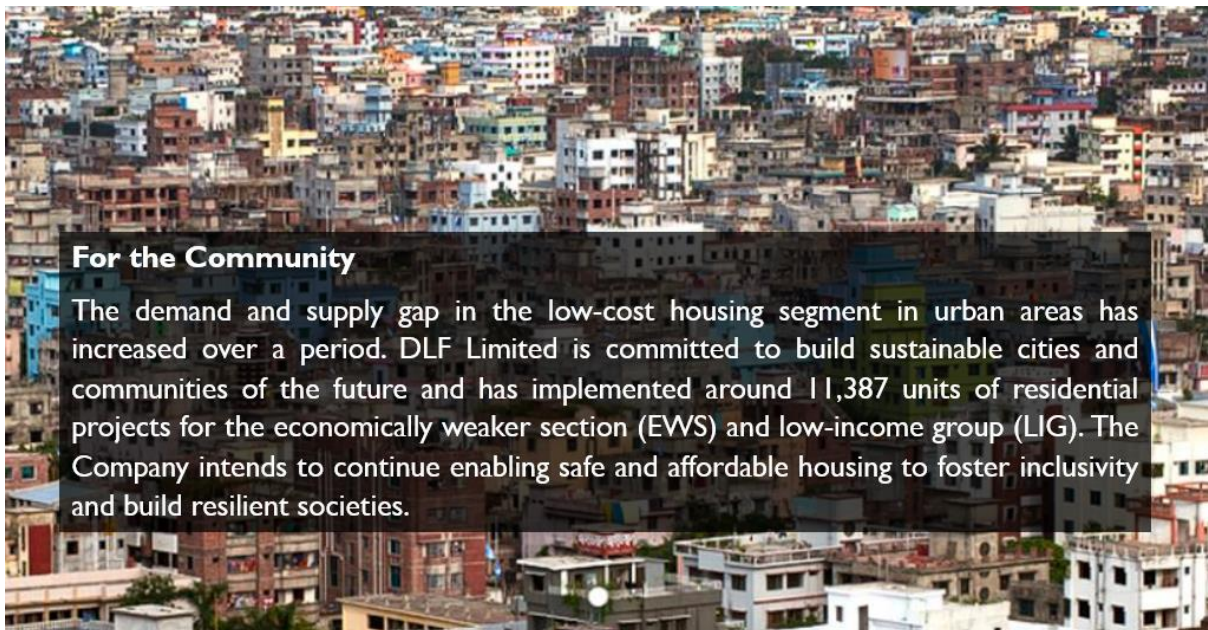 For the Community
The demand and supply gap in the low-cost housing segment in urban areas has
increased over a period. DLF Limited is committed to build sustainable cities and
communities of the future and has implemented around 11,387 units of residential
projects for the economically weaker section (EWS) and low-income group (LIG). The
Company intends to continue enabling safe and affordable housing to foster inclusivity
and build resilient societies.